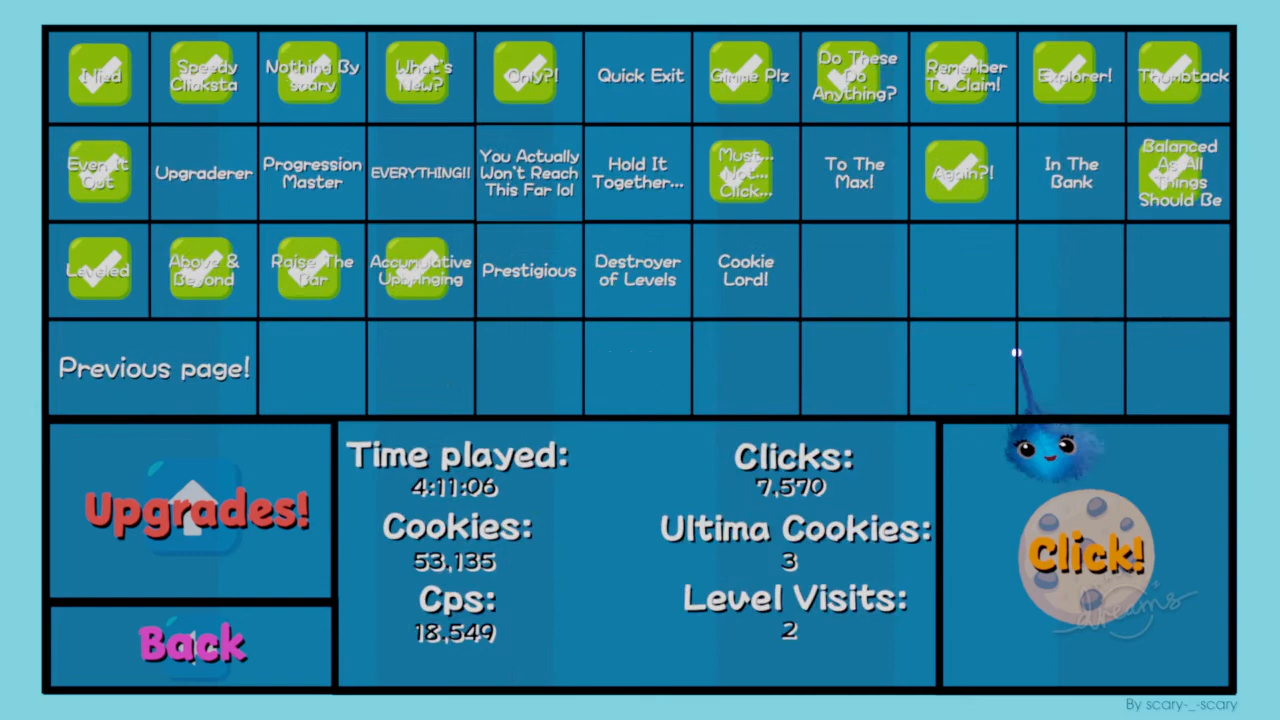 I lied
Speedy
Clicksta
Nothing By
scary
What's
New?
Only?!
Quick Exit
Gimme Plz
Do These
Do
Anything?
Remember
To Claim!
Explorer!
Thumbtack
Even It
Out
Upgraderer
Progression
Master
EVERYTHING!!
You Actually
Won't Reach
This Far lol
Hold It
Together...
Must...
Not...
Click...
To The
Max!
Again?!
In The
Bank
Balanced
As All
Things
Should Be
Leveled
Above &
Beyond
Raise The
Bar
Accumulative
Upbringing
Prestigious
Destroyer
of Levels
Cookie
Lord!
Previous page!
Upgrades!
Back
Time played:
4:11:06
Cookies:
53,135
Cps:
18,549
Clicks:
7,570
Ultima Cookies:
3
Level Visits:
2
Click!
dreams
By scary-_-scary